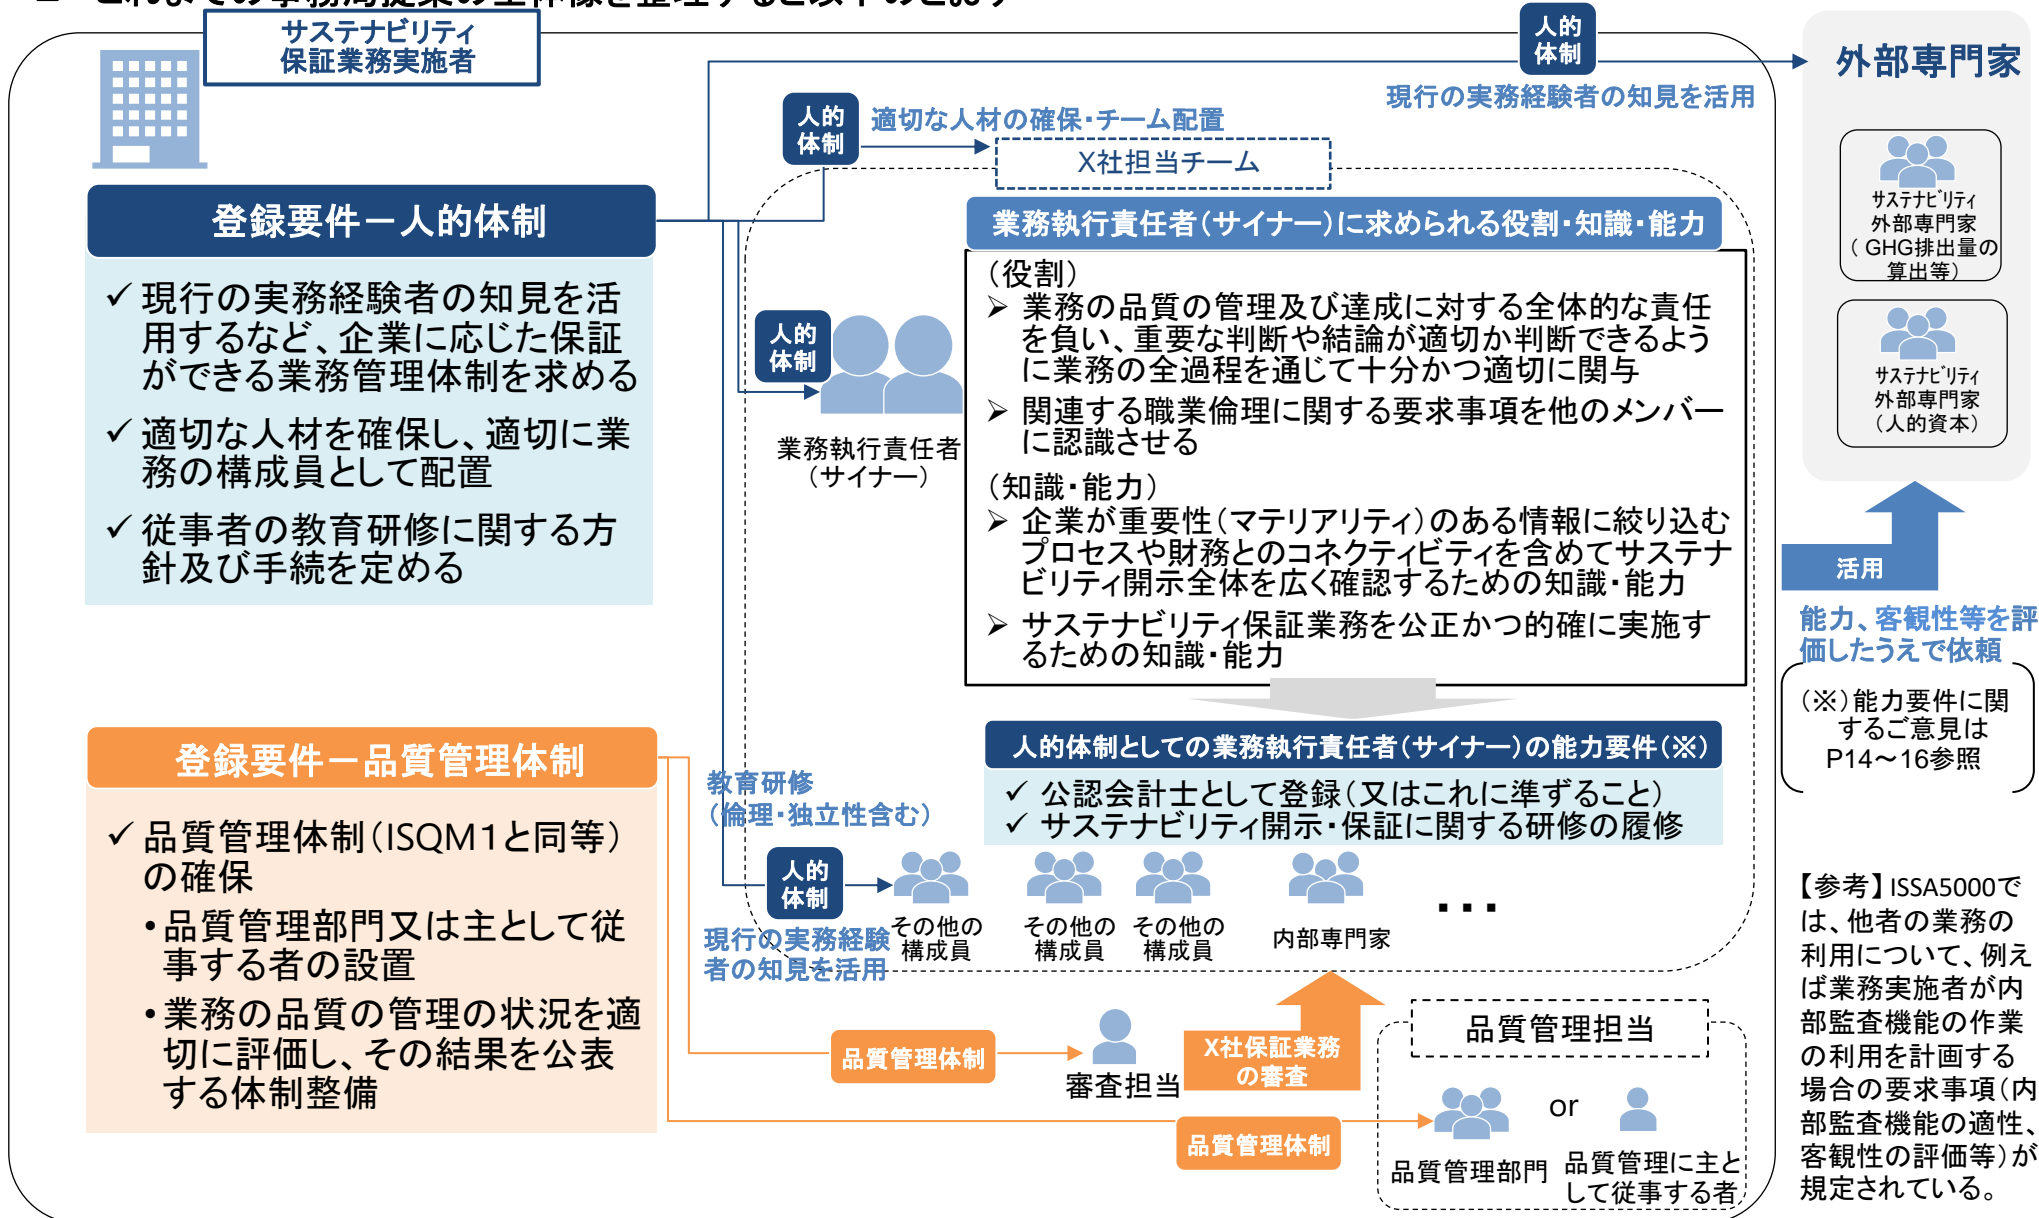 これまでの事務局提案の全体像を整理すると以下のとおり
サステナビリティ
保証業務実施者
人的
体制
現行の実務経験者の知見を活用
外部専門家
人的
体制
適切な人材の確保・チーム配置
X社担当チーム
サステナビリティ
外部専門家
（GHG排出量の
算出等）
サステナビリティ
外部専門家
（人的資本）
活用
能力、客観性等を評
価したうえで依頼
（※）能力要件に関
するご意見は
P14～16参照
登録要件－人的体制
✓ 現行の実務経験者の知見を活
用するなど、企業に応じた保証
ができる業務管理体制を求める
✓ 適切な人材を確保し、適切に業
務の構成員として配置
✓ 従事者の教育研修に関する方
針及び手続を定める
人的
体制
業務執行責任者
（サイナー）
業務執行責任者（サイナー）に求められる役割・知識・能力
（役割）
➢ 業務の品質の管理及び達成に対する全体的な責任
を負い、重要な判断や結論が適切か判断できるよう
に業務の全過程を通じて十分かつ適切に関与
➢ 関連する職業倫理に関する要求事項を他のメンバー
に認識させる
（知識・能力）
➢ 企業が重要性（マテリアリティ）のある情報に絞り込む
プロセスや財務とのコネクティビティを含めてサステナ
ビリティ開示全体を広く確認するための知識・能力
➢ サステナビリティ保証業務を公正かつ的確に実施す
るための知識・能力
人的体制としての業務執行責任者（サイナー）の能力要件（※）
✓ 公認会計士として登録（又はこれに準ずること）
✓ サステナビリティ開示・保証に関する研修の履修
教育研修
（倫理・独立性含む）
人的
体制
現行の実務経験
者の知見を活用
その他の
構成員
その他の
構成員
その他の
構成員
内部専門家
...
登録要件－品質管理体制
✓ 品質管理体制（ISQM１と同等）
の確保
・品質管理部門又は主として従
事する者の設置
・業務の品質の管理の状況を適
切に評価し、その結果を公表
する体制整備
品質管理体制
審査担当
X社保証業務
の審査
品質管理体制
品質管理担当
品質管理部門
or
品質管理に主と
して従事する者
【参考】ISSA5000で
は、他者の業務の
利用について、例え
ば業務実施者が内
部監査機能の作業
の利用を計画する
場合の要求事項（内
部監査機能の適性、
客観性の評価等）が
規定されている。